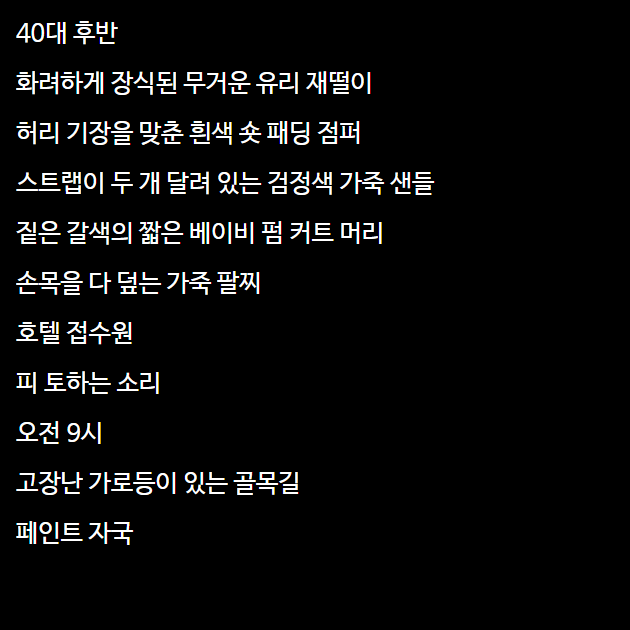 40대 후반
화려하게 장식된 무거운 유리 재떨이
허리 기장을 맞춘 흰색 숏 패딩 점퍼
스트랩이 두 개 달려 있는 검정색 가죽 샌들
짙은 갈색의 짧은 베이비 펌 커트 머리
손목을 다 덮는 가죽 팔찌
호텔 접수원
피 토하는 소리
오전 9시
고장난 가로등이 있는 골목길
페인트 자국